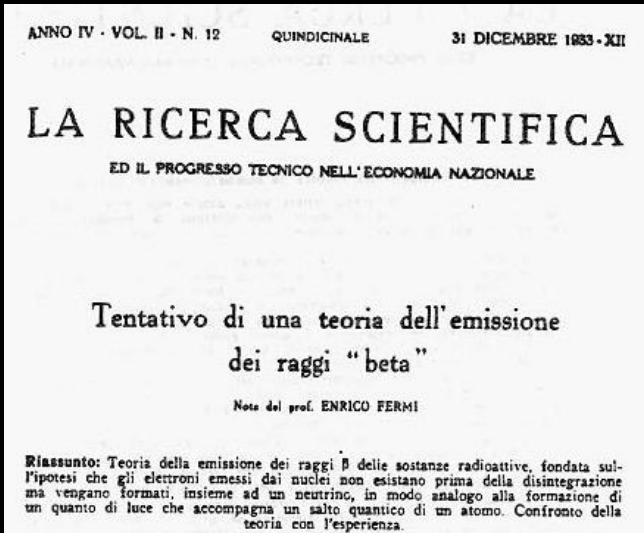 ANNO IV - VOL. II - N. 12 QUINDICINALE 31 DICEMBRE 1933-XII
LA RICERCA SCIENTIFICA
ED IL PROGRESSO TECNICO NELL'ECONOMIA NAZIONALE
Tentativo di una teoria dell'emissione
dei raggi "beta"
Note del prof. ENRICO FERMI
Riassunto: Teoria della emissione dei raggi β delle sostanze radioattive, fondata sul-
l'ipotesi che gli elettroni emessi dai nuclei non esistano prima della disintegrazione
ma vengano formati, insieme ad un neutrino, in modo analogo alla formazione di
un quanto di luce che accompagna un salto quantico di un atomo. Confronto della
teoria con l'esperienza.